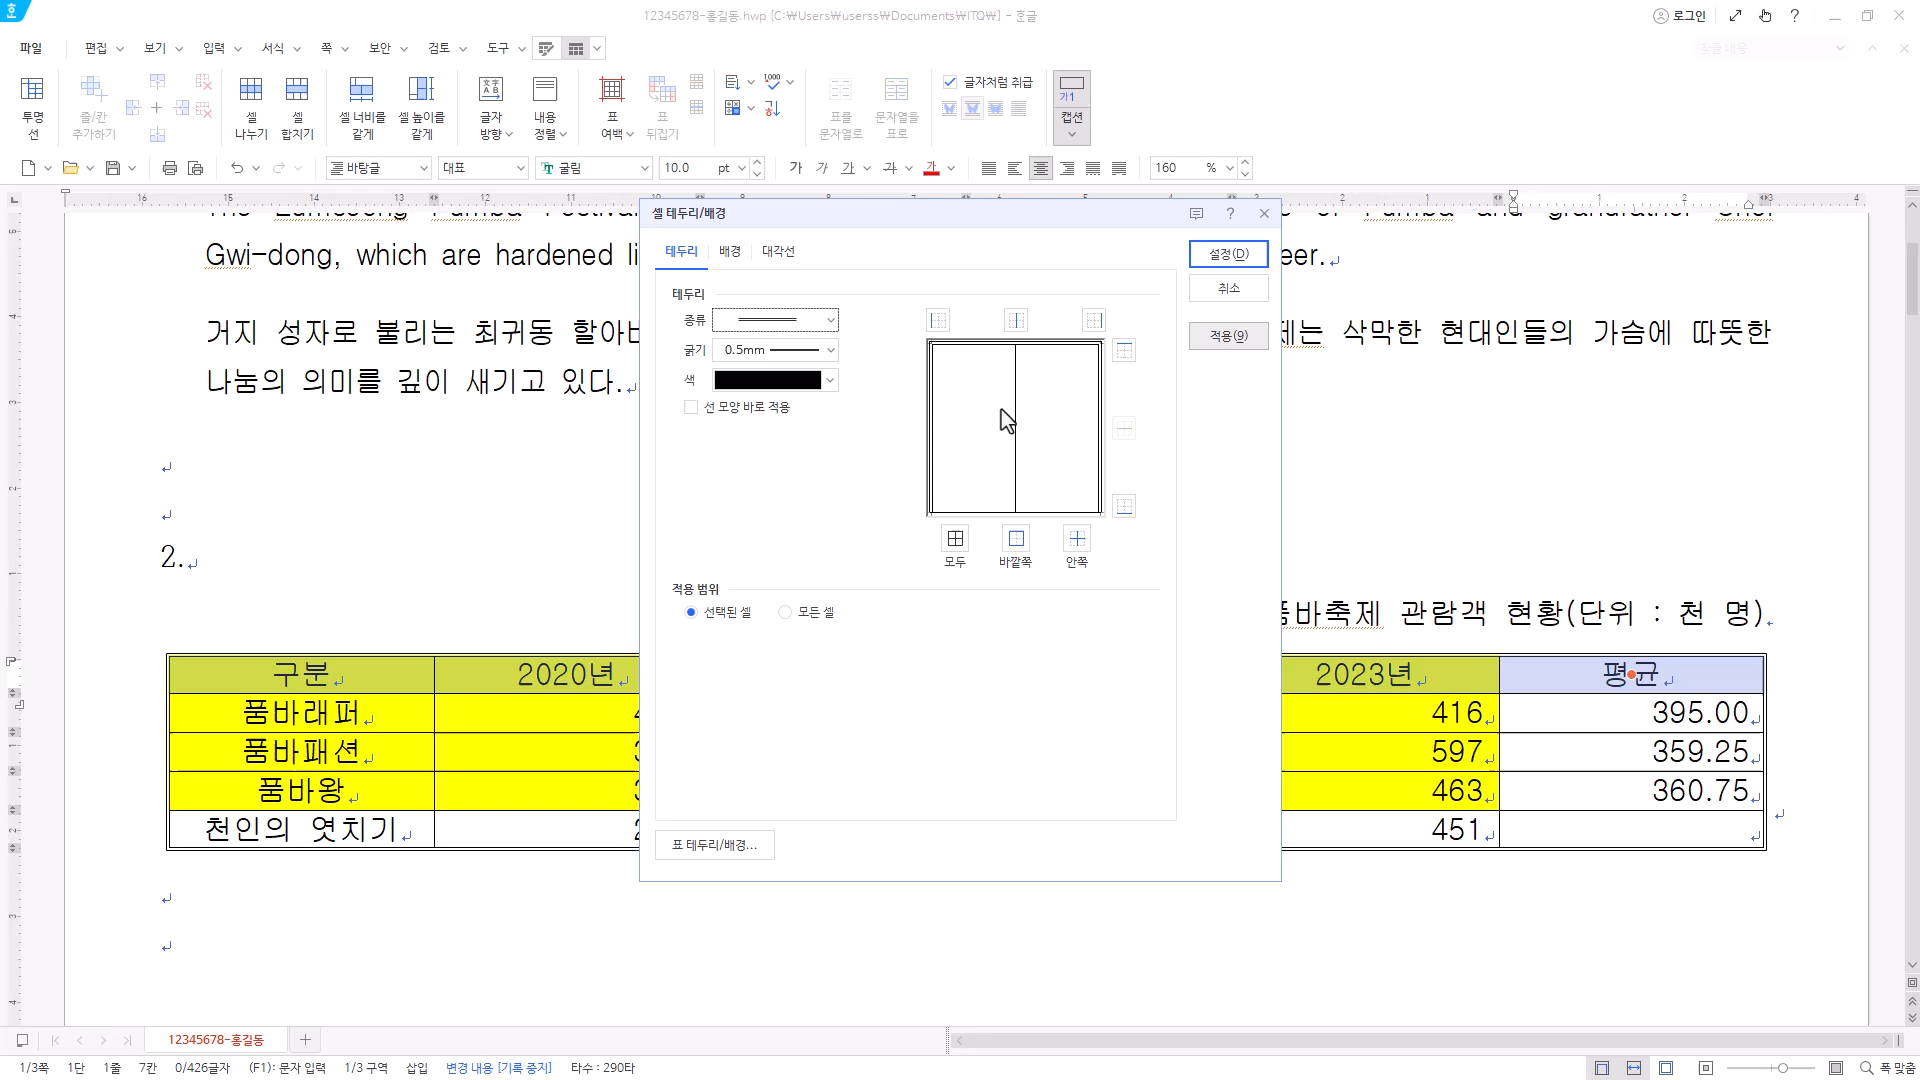 12345678-홍길동.hwp [C:₩Users₩userss₩Documents₩ITQ₩] - 한글
로그인
파일 편집 보기 입력 서식 쪽 보안 검토 도구
투명 선
줄/칸 추가하기
셀 나누기
셀 합치기
셀 너비를 같게
셀 높이를 같게
글자 방향
내용 정렬
표 여백
표 뒤집기
표를 문자열로
문자열을 표로
글자처럼 취급
캡션
바탕글 대표 굴림 10.0 pt 160 %
셀 테두리/배경
테두리 배경 대각선
설정(D)
취소
적용(9)
테두리
종류
굵기 0.5mm
색
선 모양 바로 적용
모두 바깥쪽 안쪽
적용 범위
선택된 셀 모든 셀
표 테두리/배경...
Gwi-dong, which are hardened li
eer.
거지 성자로 불리는 최귀동 할아버
제는 삭막한 현대인들의 가슴에 따뜻한
나눔의 의미를 깊이 새기고 있다.
2.
품바축제 관람객 현황(단위 : 천 명)
구분 2020년 2023년 평균
품바래퍼 416 395.00
품바패션 597 359.25
품바왕 463 360.75
천인의 엿치기 451
12345678-홍길동
1/3쪽 1단 1줄 7칸 0/426글자 (F1): 문자 입력 1/3 구역 삽입 변경 내용 [기록 중지] 타수 : 290타
폭 맞춤